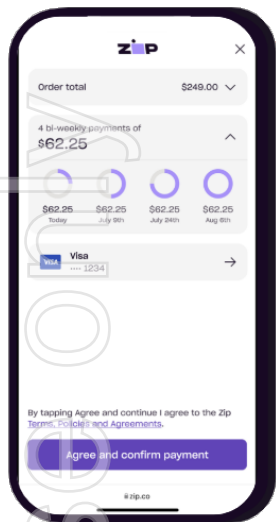 zip
Order total $249.00
4 bi-weekly payments of
$62.25
$62.25 $62.25 $62.25 $62.25
Today July 9th July 24th Aug 6th
Visa
VISA
•••• 1234
By tapping Agree and continue I agree to the Zip
Terms, Policies and Agreements.
Agree and confirm payment
zip.co